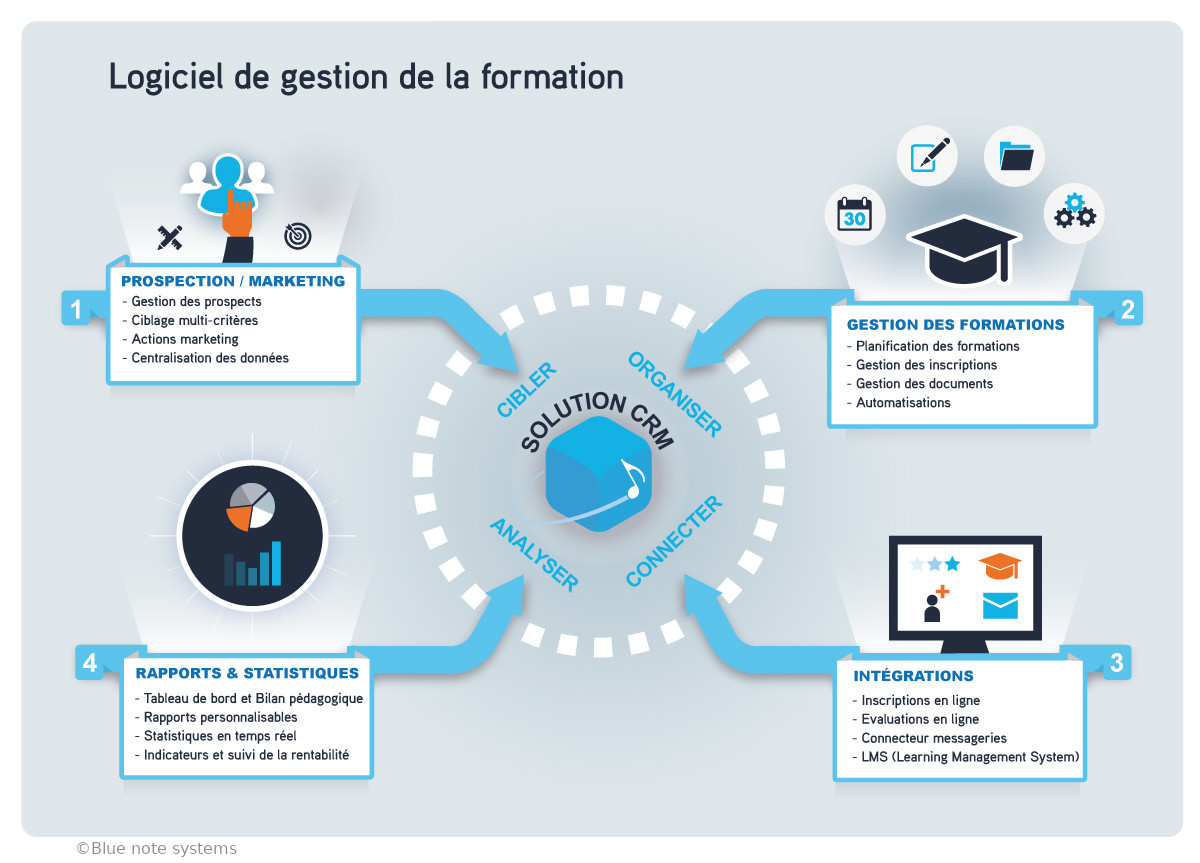 Logiciel de gestion de la formation
1
PROSPECTION / MARKETING
- Gestion des prospects
- Ciblage multi-critères
- Actions marketing
- Centralisation des données
30
2
GESTION DES FORMATIONS
- Planification des formations
- Gestion des inscriptions
- Gestion des documents
- Automatisations
CIBLER
ORGANISER
SOLUTION CRM
ANALYSER
CONNECTER
4
RAPPORTS & STATISTIQUES
- Tableau de bord et Bilan pédagogique
- Rapports personnalisables
- Statistiques en temps réel
- Indicateurs et suivi de la rentabilité
3
INTÉGRATIONS
- Inscriptions en ligne
- Evaluations en ligne
- Connecteur messageries
- LMS (Learning Management System)
©Blue note systems